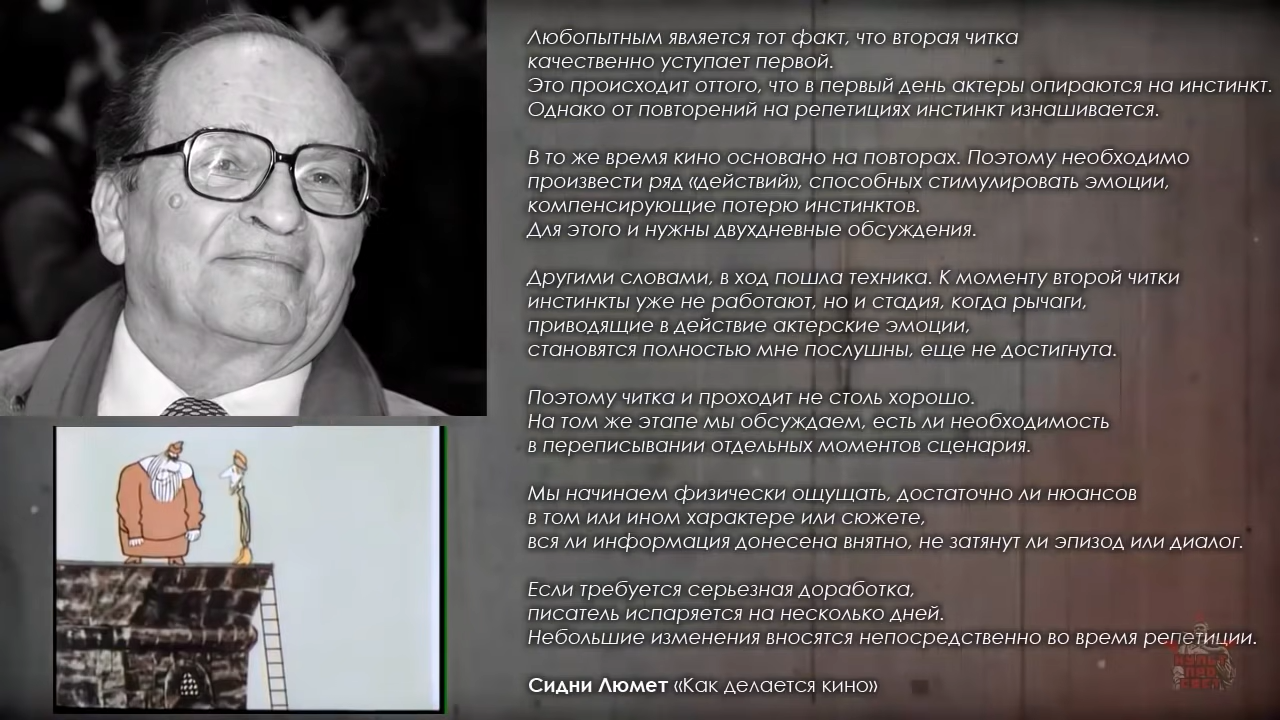 Любопытным является тот факт, что вторая читка
качественно уступает первой.
Это происходит оттого, что в первый день актеры опираются на инстинкт.
Однако от повторений на репетициях инстинкт изнашивается.
В то же время кино основано на повторах. Поэтому необходимо
произвести ряд «действий», способных стимулировать эмоции,
компенсирующие потерю инстинктов.
Для этого и нужны двухдневные обсуждения.
Другими словами, в ход пошла техника. К моменту второй читки
инстинкты уже не работают, но и стадия, когда рычаги,
приводящие в действие актерские эмоции,
становятся полностью мне послушны, еще не достигнута.
Поэтому читка и проходит не столь хорошо.
На том же этапе мы обсуждаем, есть ли необходимость
в переписывании отдельных моментов сценария.
Мы начинаем физически ощущать, достаточно ли нюансов
в том или ином характере или сюжете,
вся ли информация донесена внятно, не затянут ли эпизод или диалог.
Если требуется серьезная доработка,
писатель испаряется на несколько дней.
Небольшие изменения вносятся непосредственно во время репетиции.
КУЛЬТ
ПРО
СВЕТ
Сидни Люмет «Как делается кино»